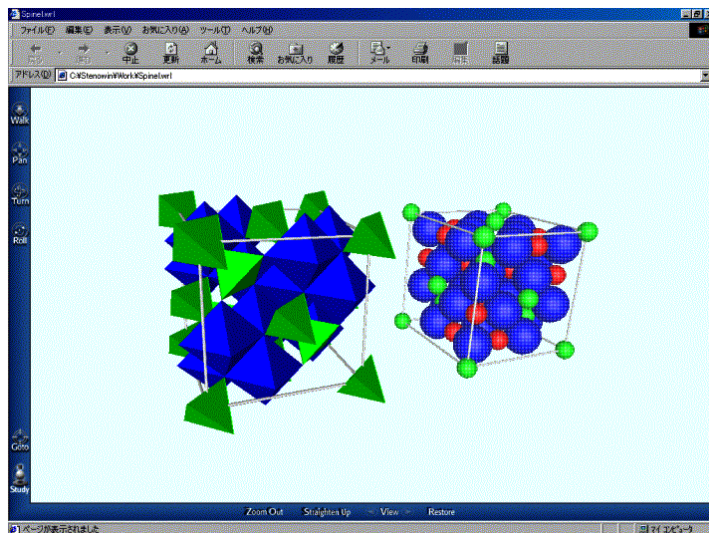 Spinel.wrl
ファイル(F) 編集(E) 表示(V) お気に入り(A) ツール(T) ヘルプ(H)
中止 更新 ホーム 検索 お気に入り 履歴 メール 印刷 編集 話題
アドレス(D) C:¥Stenowin¥Work¥Spinel.wrl
Walk
Pan
Turn
Roll
Goto
Study
Zoom Out Straighten Up View Restore
ページが表示されました マイ コンピュータ